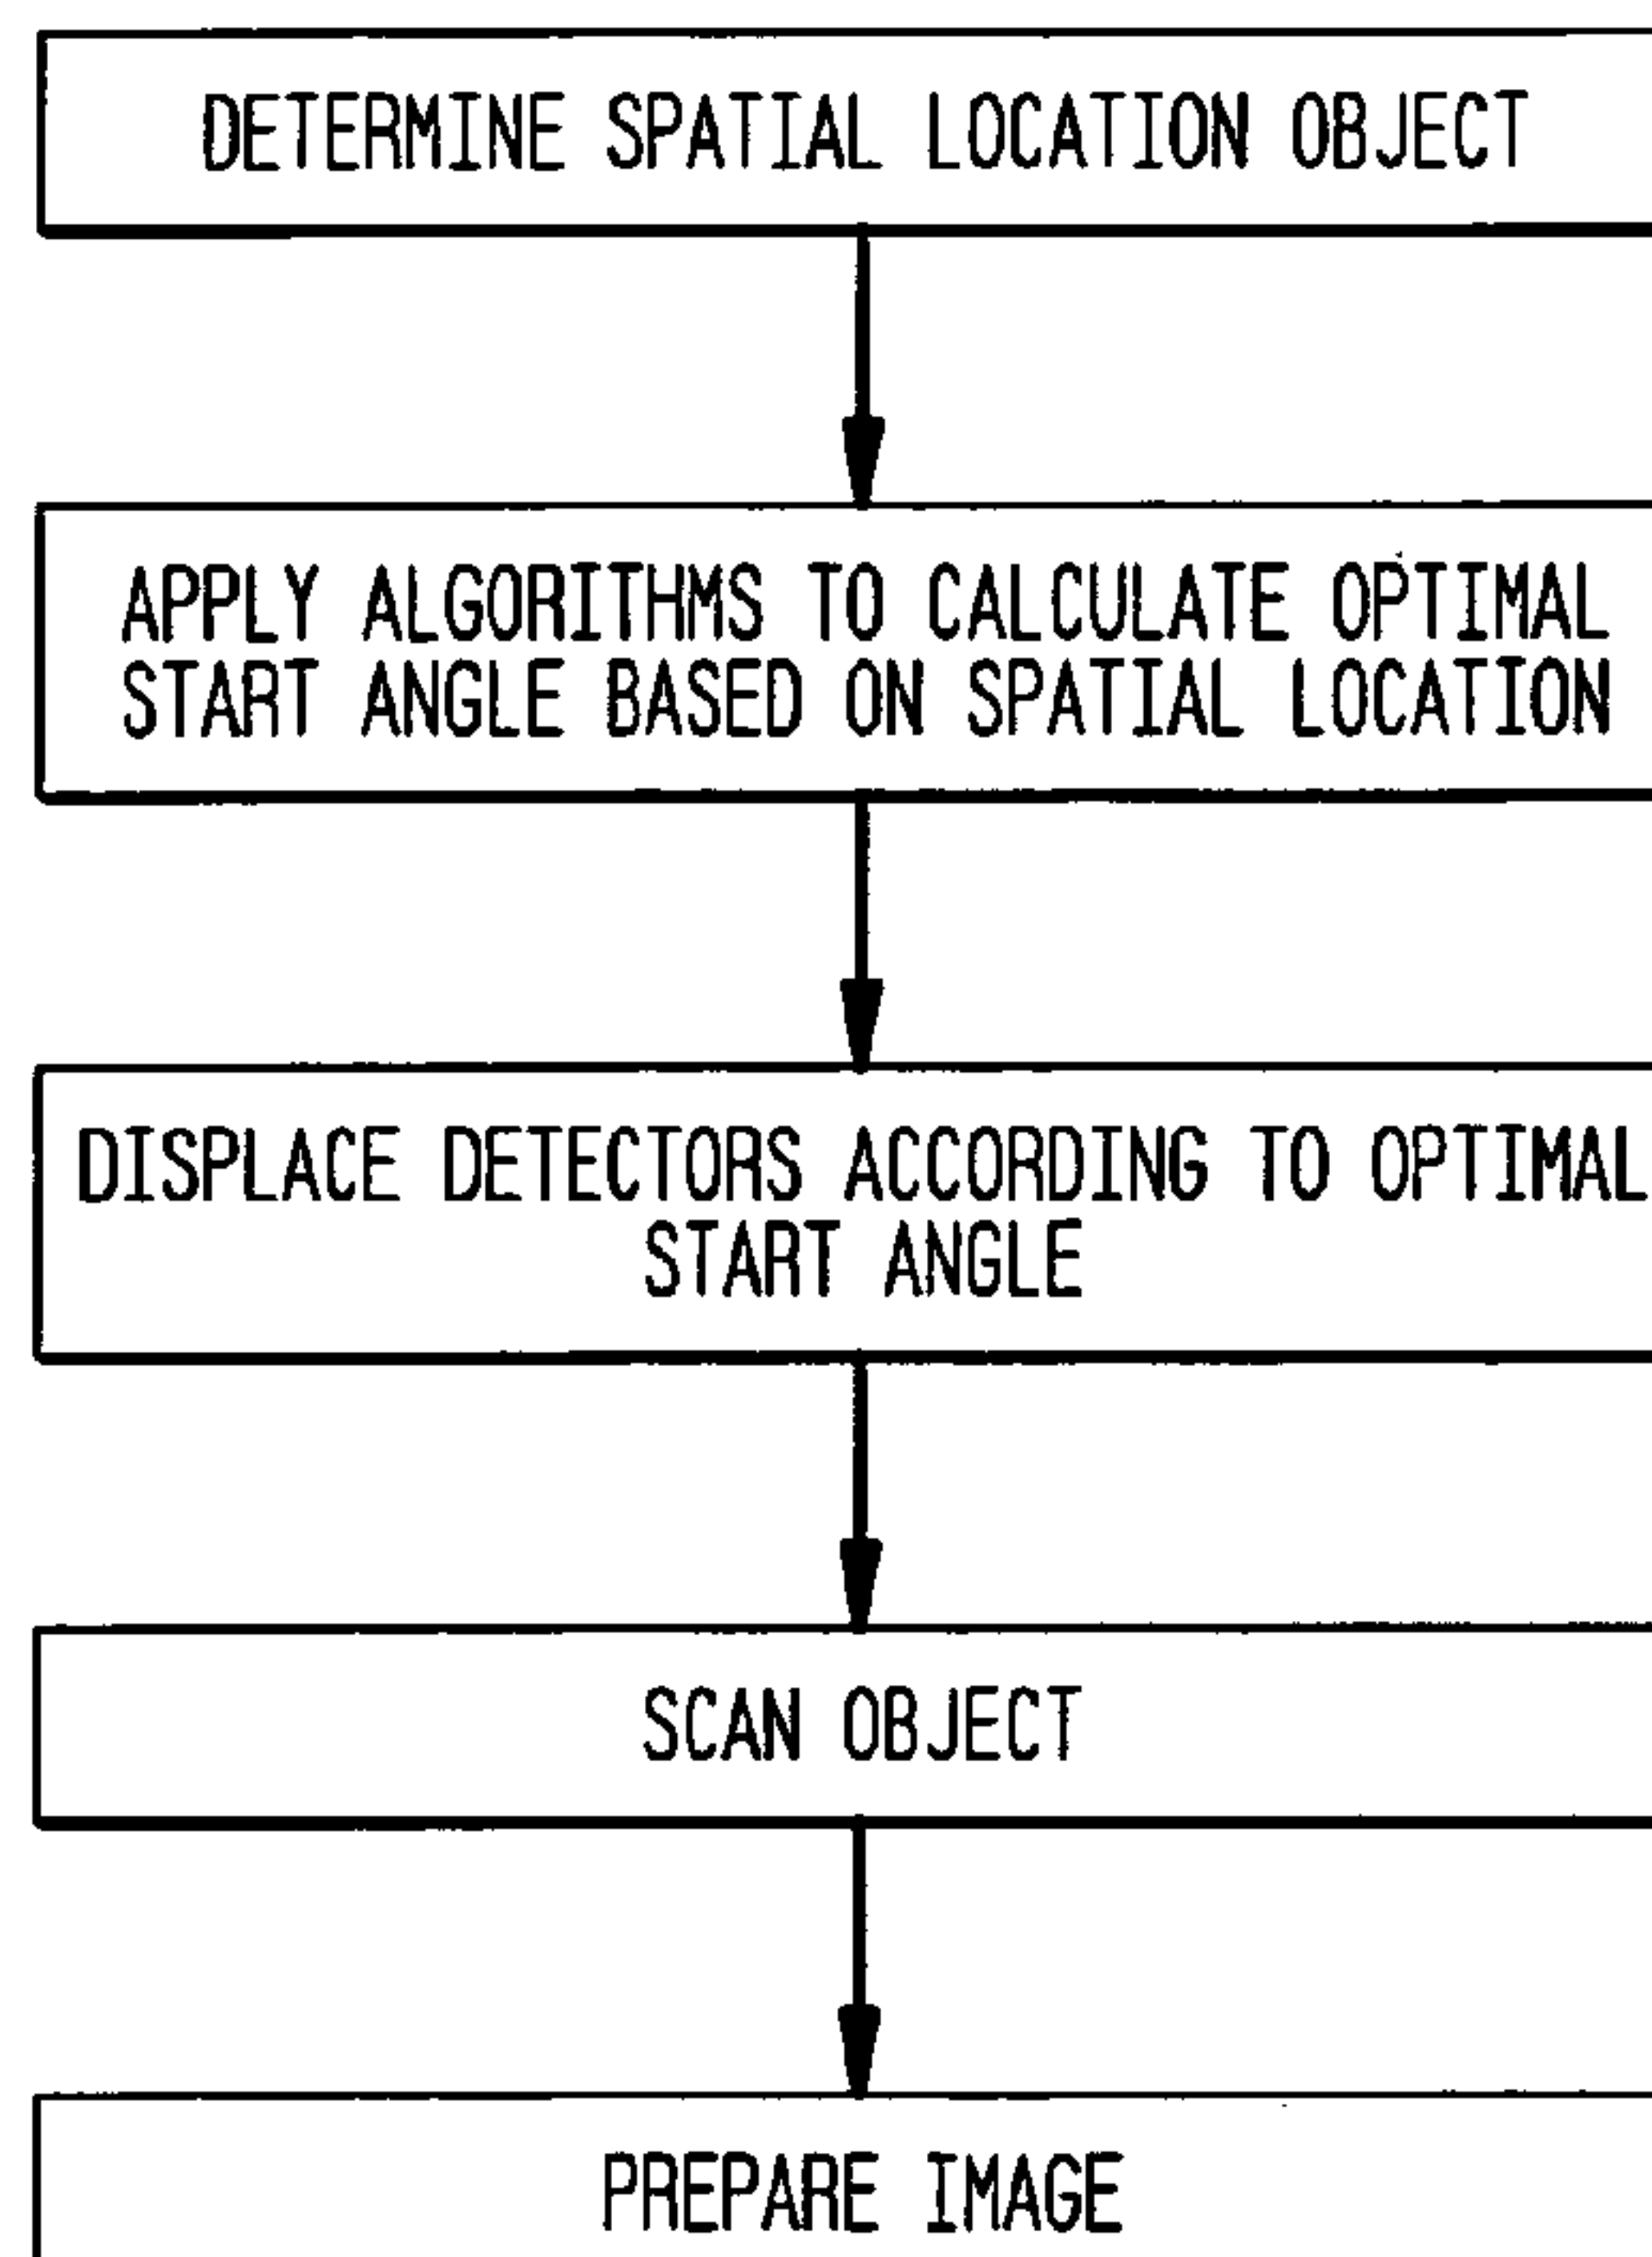 DETERMINE SPATIAL LOCATION OBJECT
APPLY ALGORITHMS TO CALCULATE OPTIMAL
START ANGLE BASED ON SPATIAL LOCATION
DISPLACE DETECTORS ACCORDING TO OPTIMAL
START ANGLE
SCAN OBJECT
PREPARE IMAGE